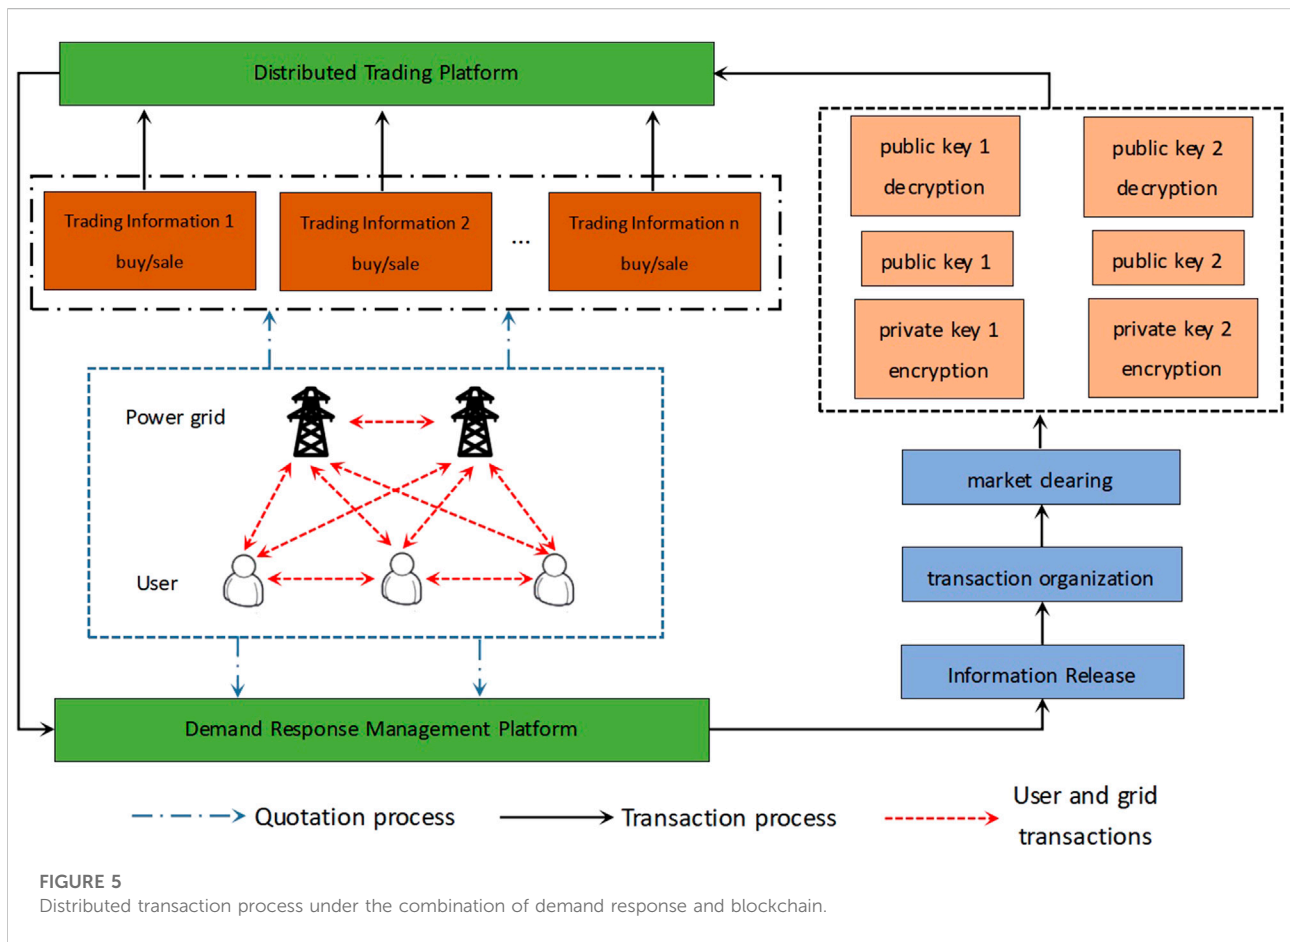 Distributed Trading Platform
Trading Information 1
buy/sale
Trading Information 2
buy/sale
...
Trading Information n
buy/sale
public key 1
decryption
public key 2
decryption
public key 1
public key 2
private key 1
encryption
private key 2
encryption
Power grid
User
market clearing
transaction organization
Information Release
Demand Response Management Platform
Quotation process
Transaction process
User and grid
transactions
FIGURE 5
Distributed transaction process under the combination of demand response and blockchain.